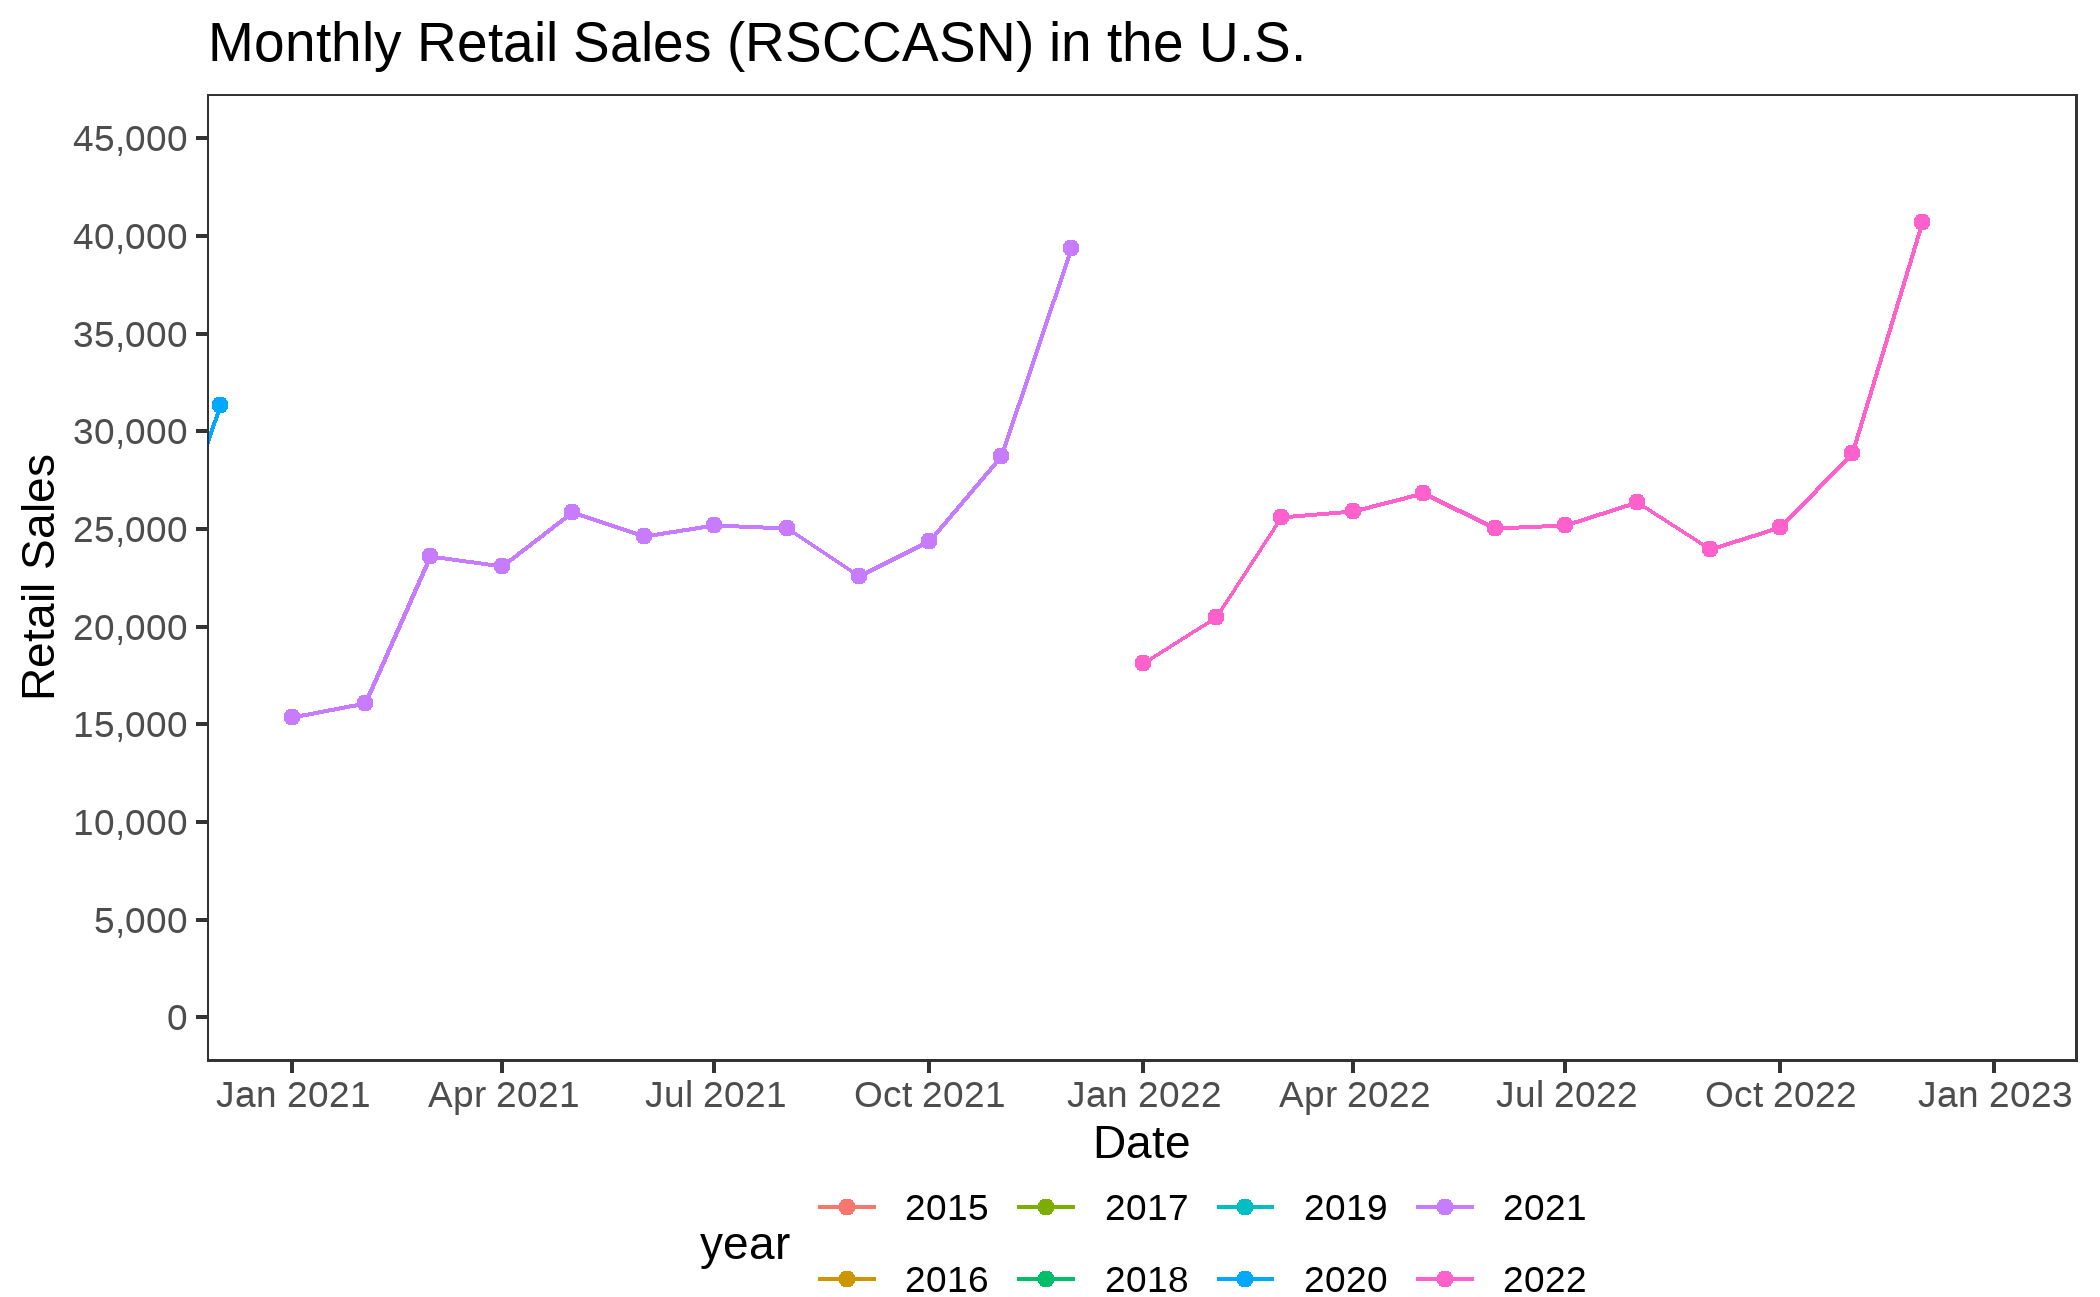 Monthly Retail Sales (RSCCASN) in the U.S.
Retail Sales
45,000
40,000
35,000
30,000
25,000
20,000
15,000
10,000
5,000
0
Jan 2021 Apr 2021 Jul 2021 Oct 2021 Jan 2022 Apr 2022 Jul 2022 Oct 2022 Jan 2023
Date
year
2015 2017 2019 2021
2016 2018 2020 2022